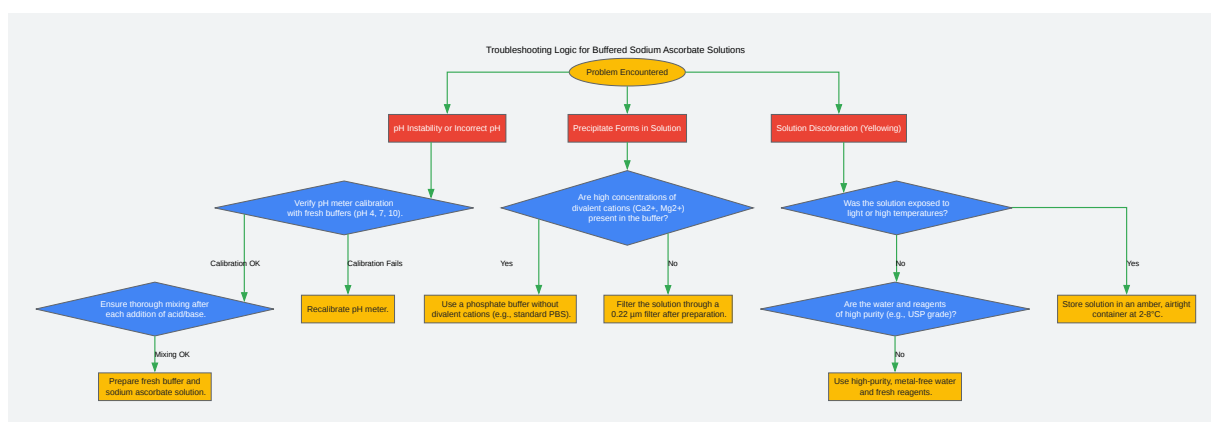 Troubleshooting Logic for Buffered Sodium Ascorbate Solutions
Problem Encountered
pH Instability or Incorrect pH
Precipitate Forms in Solution
Solution Discoloration (Yellowing)
Verify pH meter calibration
with fresh buffers (pH 4, 7, 10).
Are high concentrations of
divalent cations (Ca2+, Mg2+)
present in the buffer?
Was the solution exposed to
light or high temperatures?
Calibration OK
Calibration Fails
Yes
No
No
Yes
Ensure thorough mixing after
each addition of acid/base.
Recalibrate pH meter.
Use a phosphate buffer without
divalent cations (e.g., standard PBS).
Filter the solution through a
0.22 µm filter after preparation.
Are the water and reagents
of high purity (e.g., USP grade)?
Store solution in an amber, airtight
container at 2-8°C.
Mixing OK
No
Prepare fresh buffer and
sodium ascorbate solution.
Use high-purity, metal-free water
and fresh reagents.